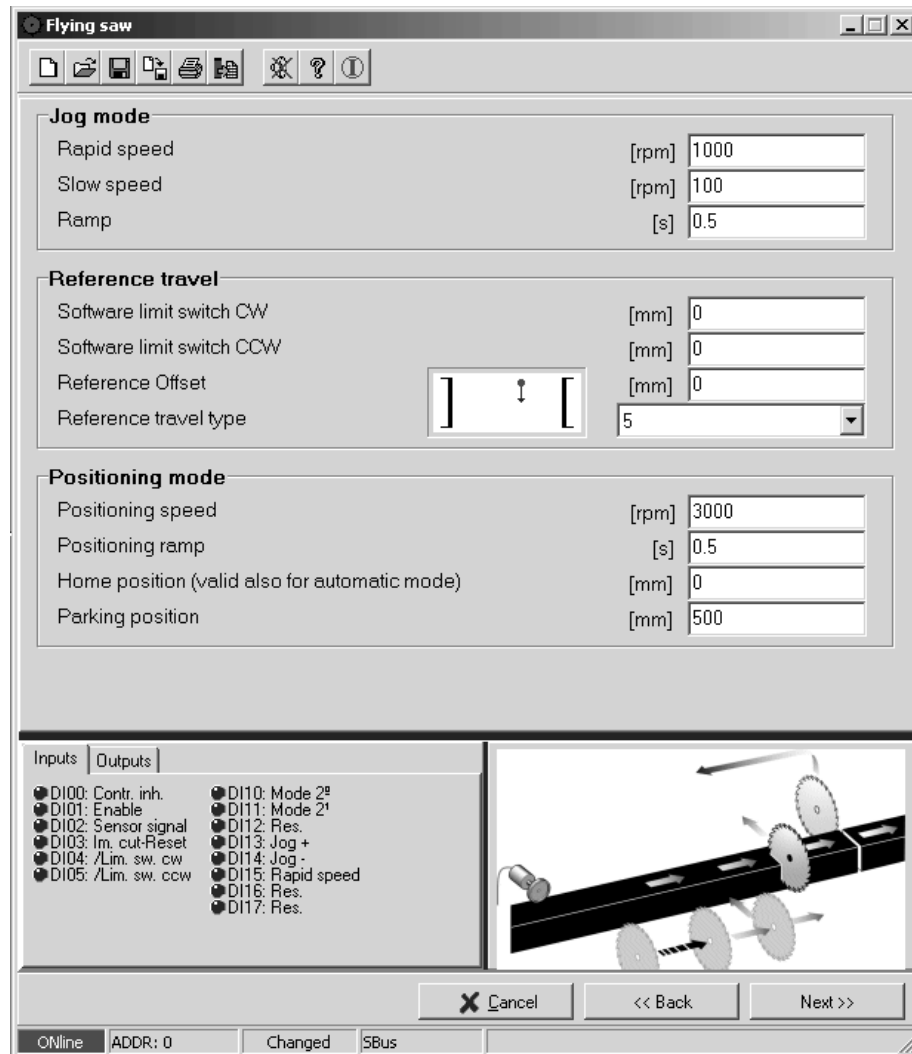 Flying saw
Jog mode
Rapid speed [rpm] 1000
Slow speed [rpm] 100
Ramp [s] 0.5
Reference travel
Software limit switch CW [mm] 0
Software limit switch CCW [mm] 0
Reference Offset [mm] 0
Reference travel type 5
Positioning mode
Positioning speed [rpm] 3000
Positioning ramp [s] 0.5
Home position (valid also for automatic mode) [mm] 0
Parking position [mm] 500
Inputs Outputs
DI00: Contr. inh. DI10: Mode 2º
DI01: Enable DI11: Mode 2¹
DI02: Sensor signal DI12: Res.
DI03: Im. cut-Reset DI13: Jog +
DI04: /Lim. sw. cw DI14: Jog -
DI05: /Lim. sw. ccw DI15: Rapid speed
DI16: Res.
DI17: Res.
Cancel << Back Next >>
ONline ADDR: 0 Changed SBus